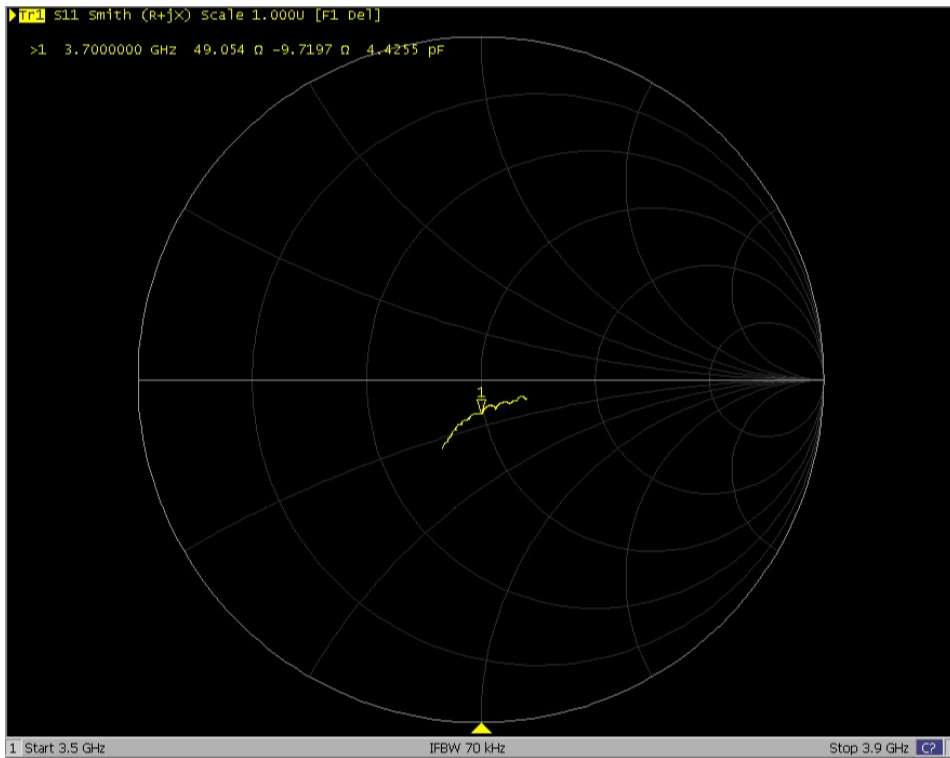 Tr1 S11 Smith (R+jX) Scale 1.000U [F1 Del]
>1 3.7000000 GHz 49.054 Ω -9.7197 Ω 4.4255 pF
1
1 Start 3.5 GHz IFBW 70 kHz Stop 3.9 GHz C?